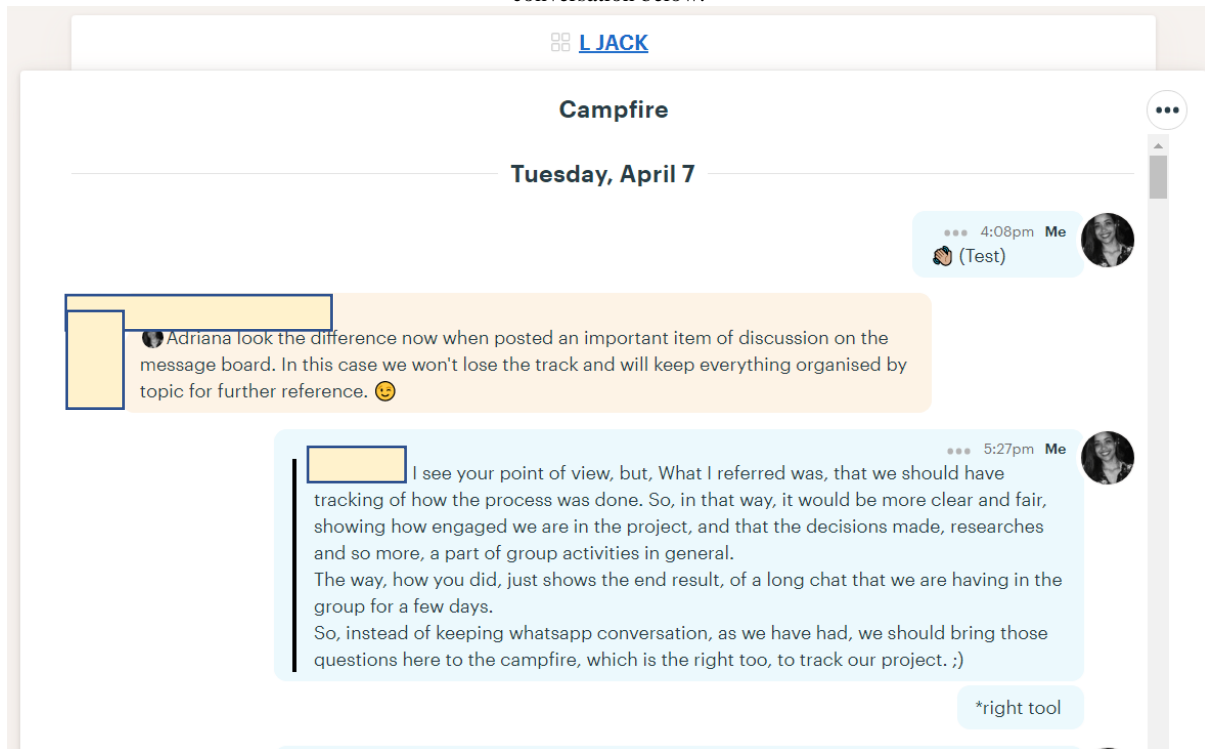 conversation below.
L JACK
Campfire
Tuesday, April 7
4:08pm Me
👋🏼 (Test)
Adriana look the difference now when posted an important item of discussion on the
message board. In this case we won't lose the track and will keep everything organised by
topic for further reference. 😉
5:27pm Me
I see your point of view, but, What I referred was, that we should have
tracking of how the process was done. So, in that way, it would be more clear and fair,
showing how engaged we are in the project, and that the decisions made, researches
and so more, a part of group activities in general.
The way, how you did, just shows the end result, of a long chat that we are having in the
group for a few days.
So, instead of keeping whatsapp conversation, as we have had, we should bring those
questions here to the campfire, which is the right too, to track our project. ;)
*right tool